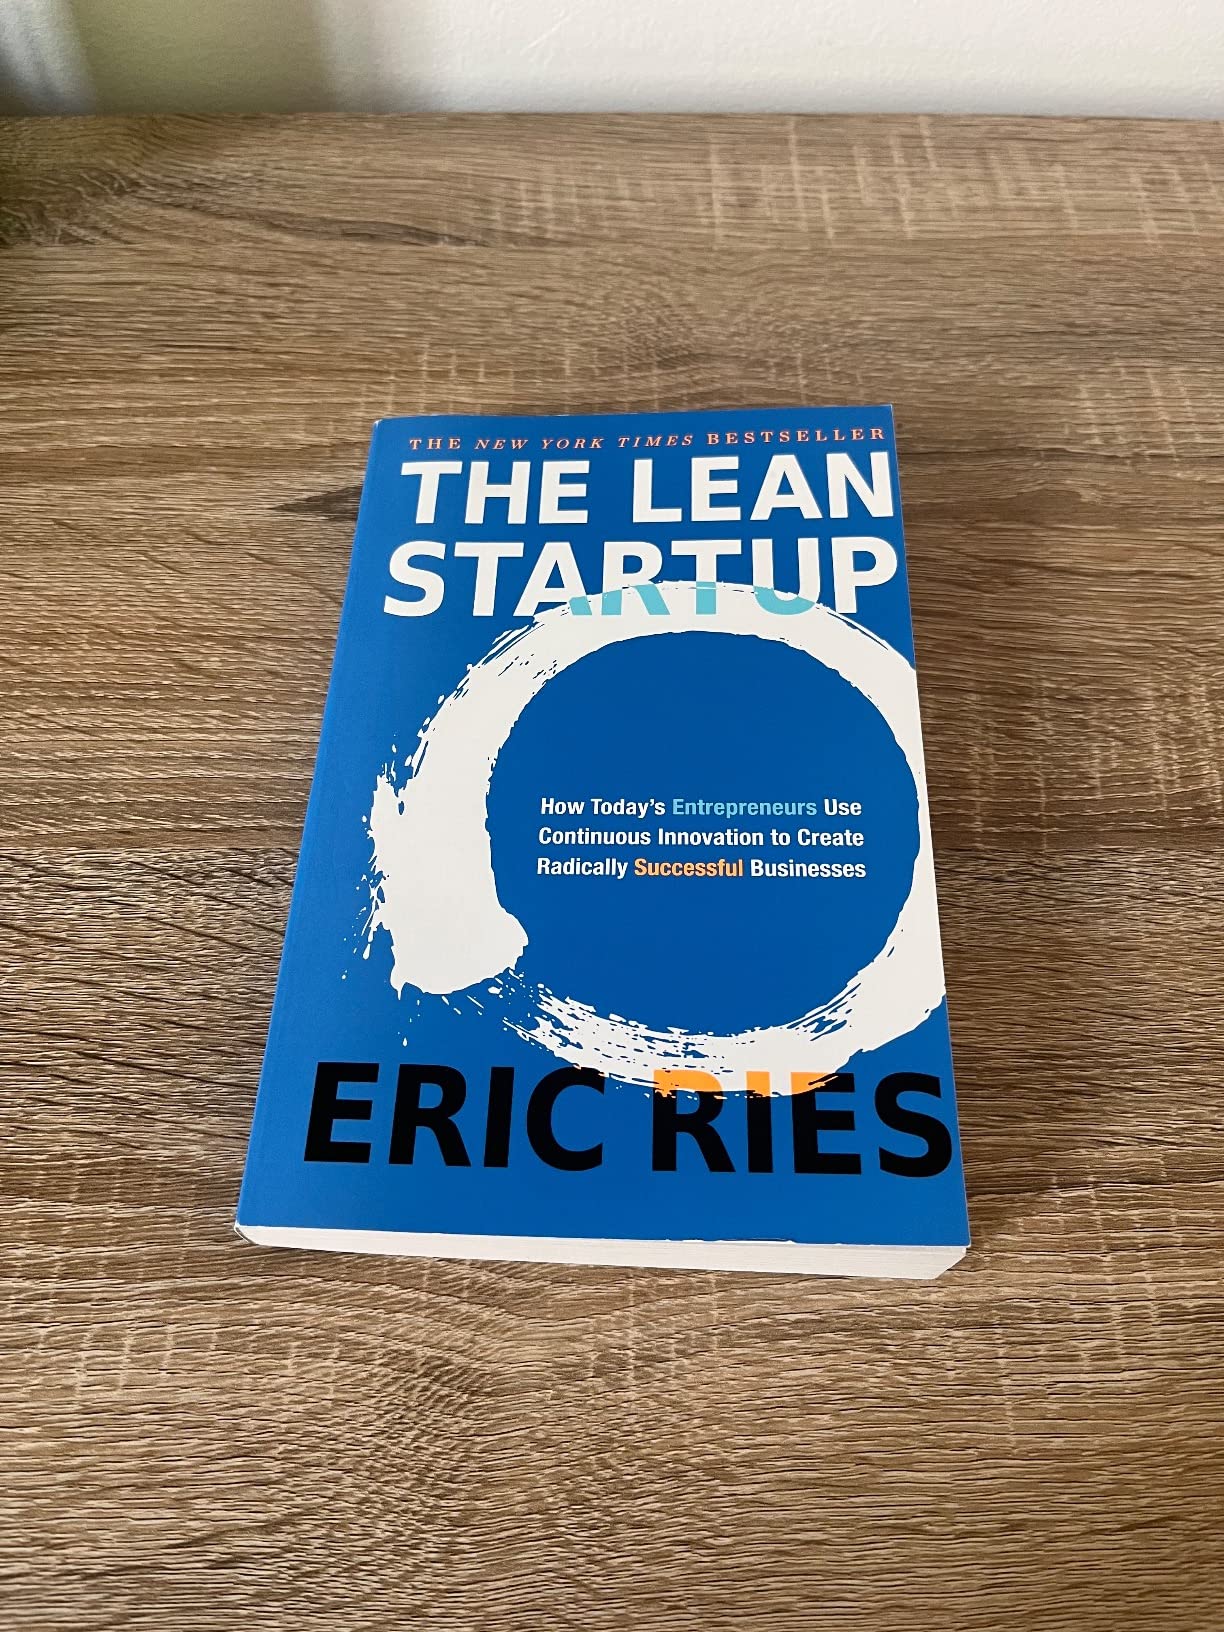 THE NEW YORK TIMES BESTSELLER
THE LEAN
STARTUP
How Today's Entrepreneurs Use
Continuous Innovation to Create
Radically Successful Businesses
ERIC RIES